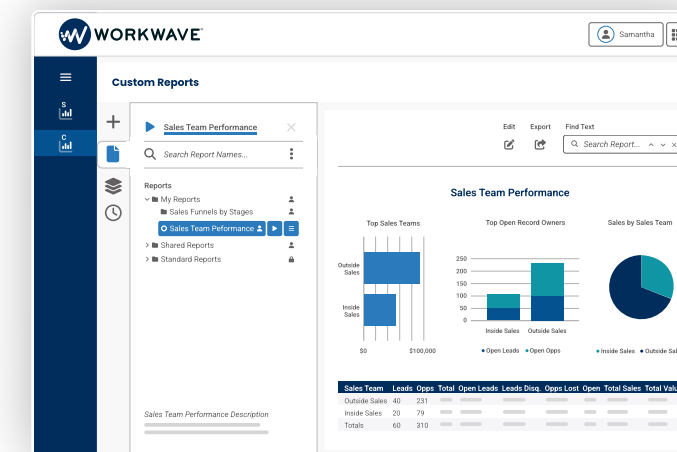 WORKWAVE
Samantha
Custom Reports
S
C
Sales Team Performance
Search Report Names...
Reports
My Reports
Sales Funnels by Stages
Sales Team Peformance
Shared Reports
Standard Reports
Sales Team Performance Description
Edit Export Find Text
Search Report...
Sales Team Performance
Top Sales Teams
Outside
Sales
Inside
Sales
$0 $100,000
Top Open Record Owners
250
200
150
100
50
0
Inside Sales Outside Sales
Open Leads Open Opps
Sales by Sales Team
Inside Sales Outside Sal
Sales Team Leads Opps Total Open Leads Leads Disq. Opps Lost Open Total Sales Total Valu
Outside Sales 40 231
Inside Sales 20 79
Totals 60 310